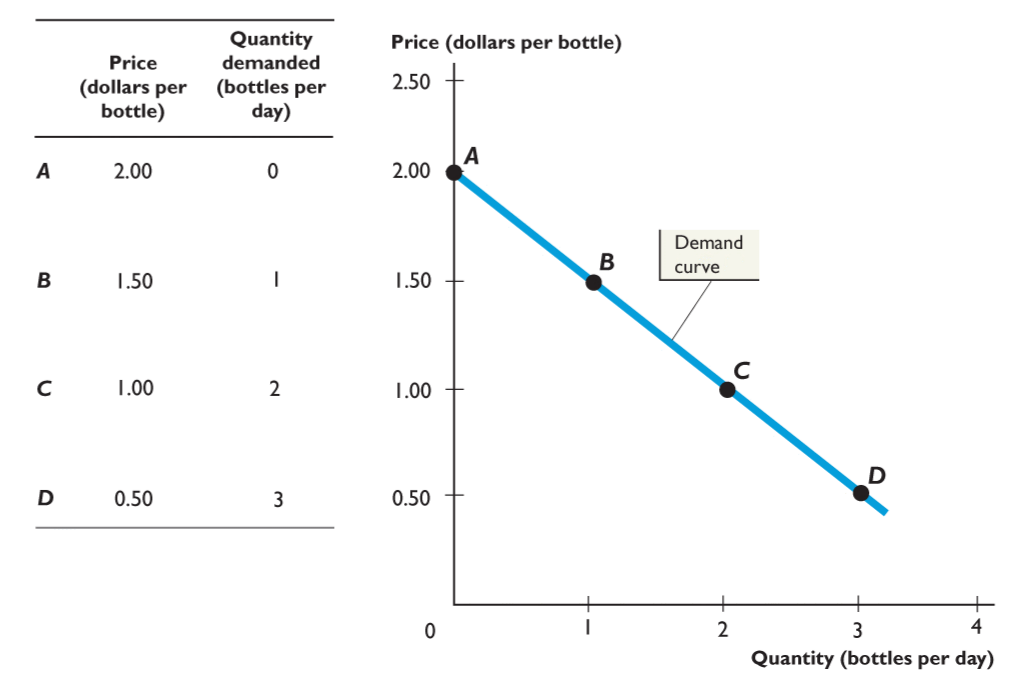 Price
(dollars per
bottle)
Quantity
demanded
(bottles per
day)
A 2.00 0
B 1.50 1
C 1.00 2
D 0.50 3
Price (dollars per bottle)
2.50
2.00
1.50
1.00
0.50
0
A
B
C
D
Demand
curve
1 2 3 4
Quantity (bottles per day)